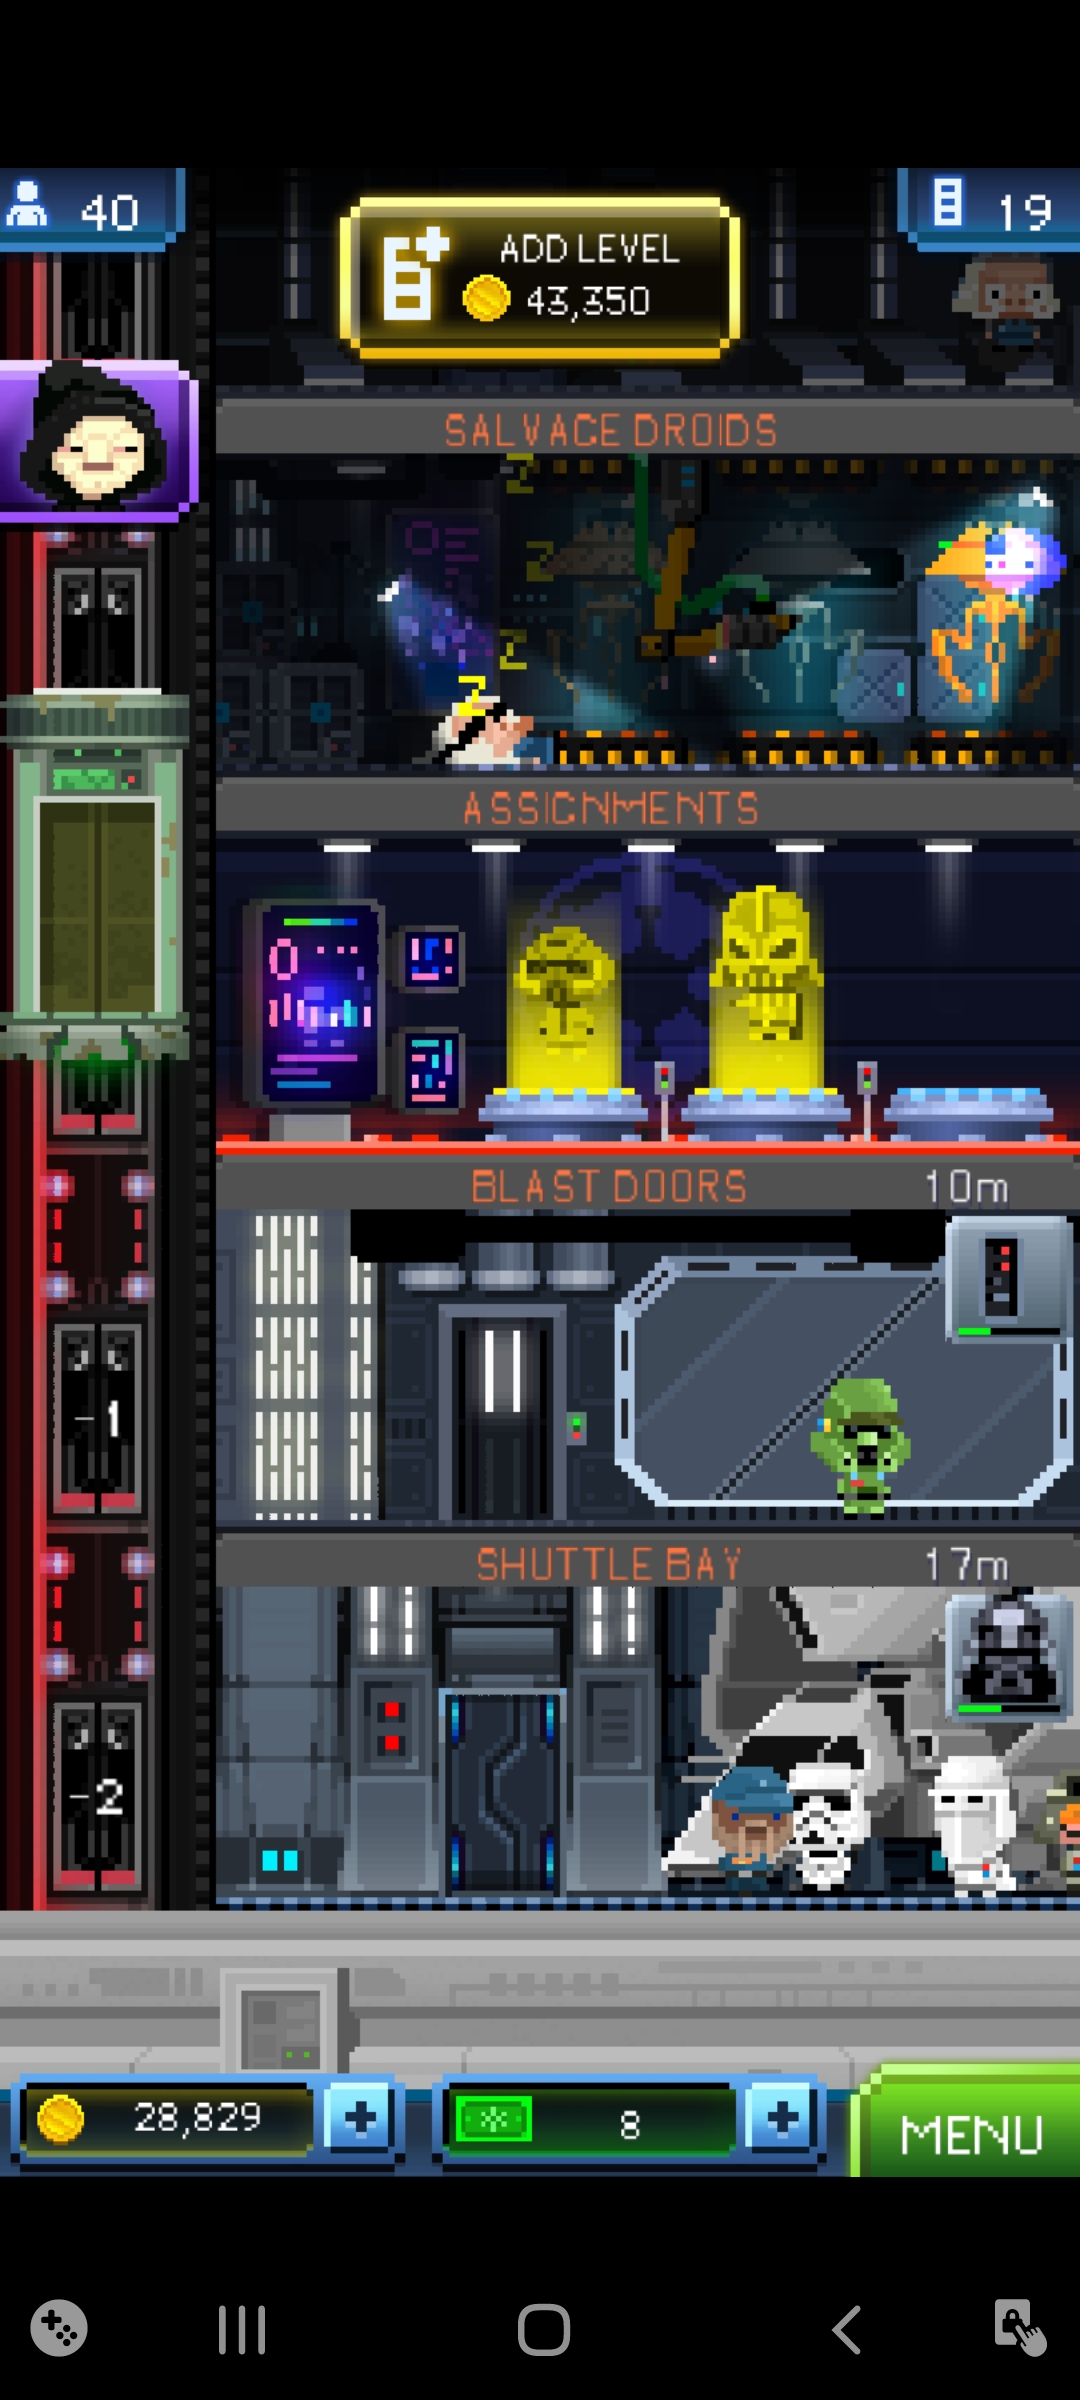 40
19
ADD LEVEL
43,350
SALVAGE DROIDS
Z
Z
Z
Z
ASSIGNMENTS
BLAST DOORS 10m
-1
SHUTTLE BAY 17m
-2
28,829
8
MENU